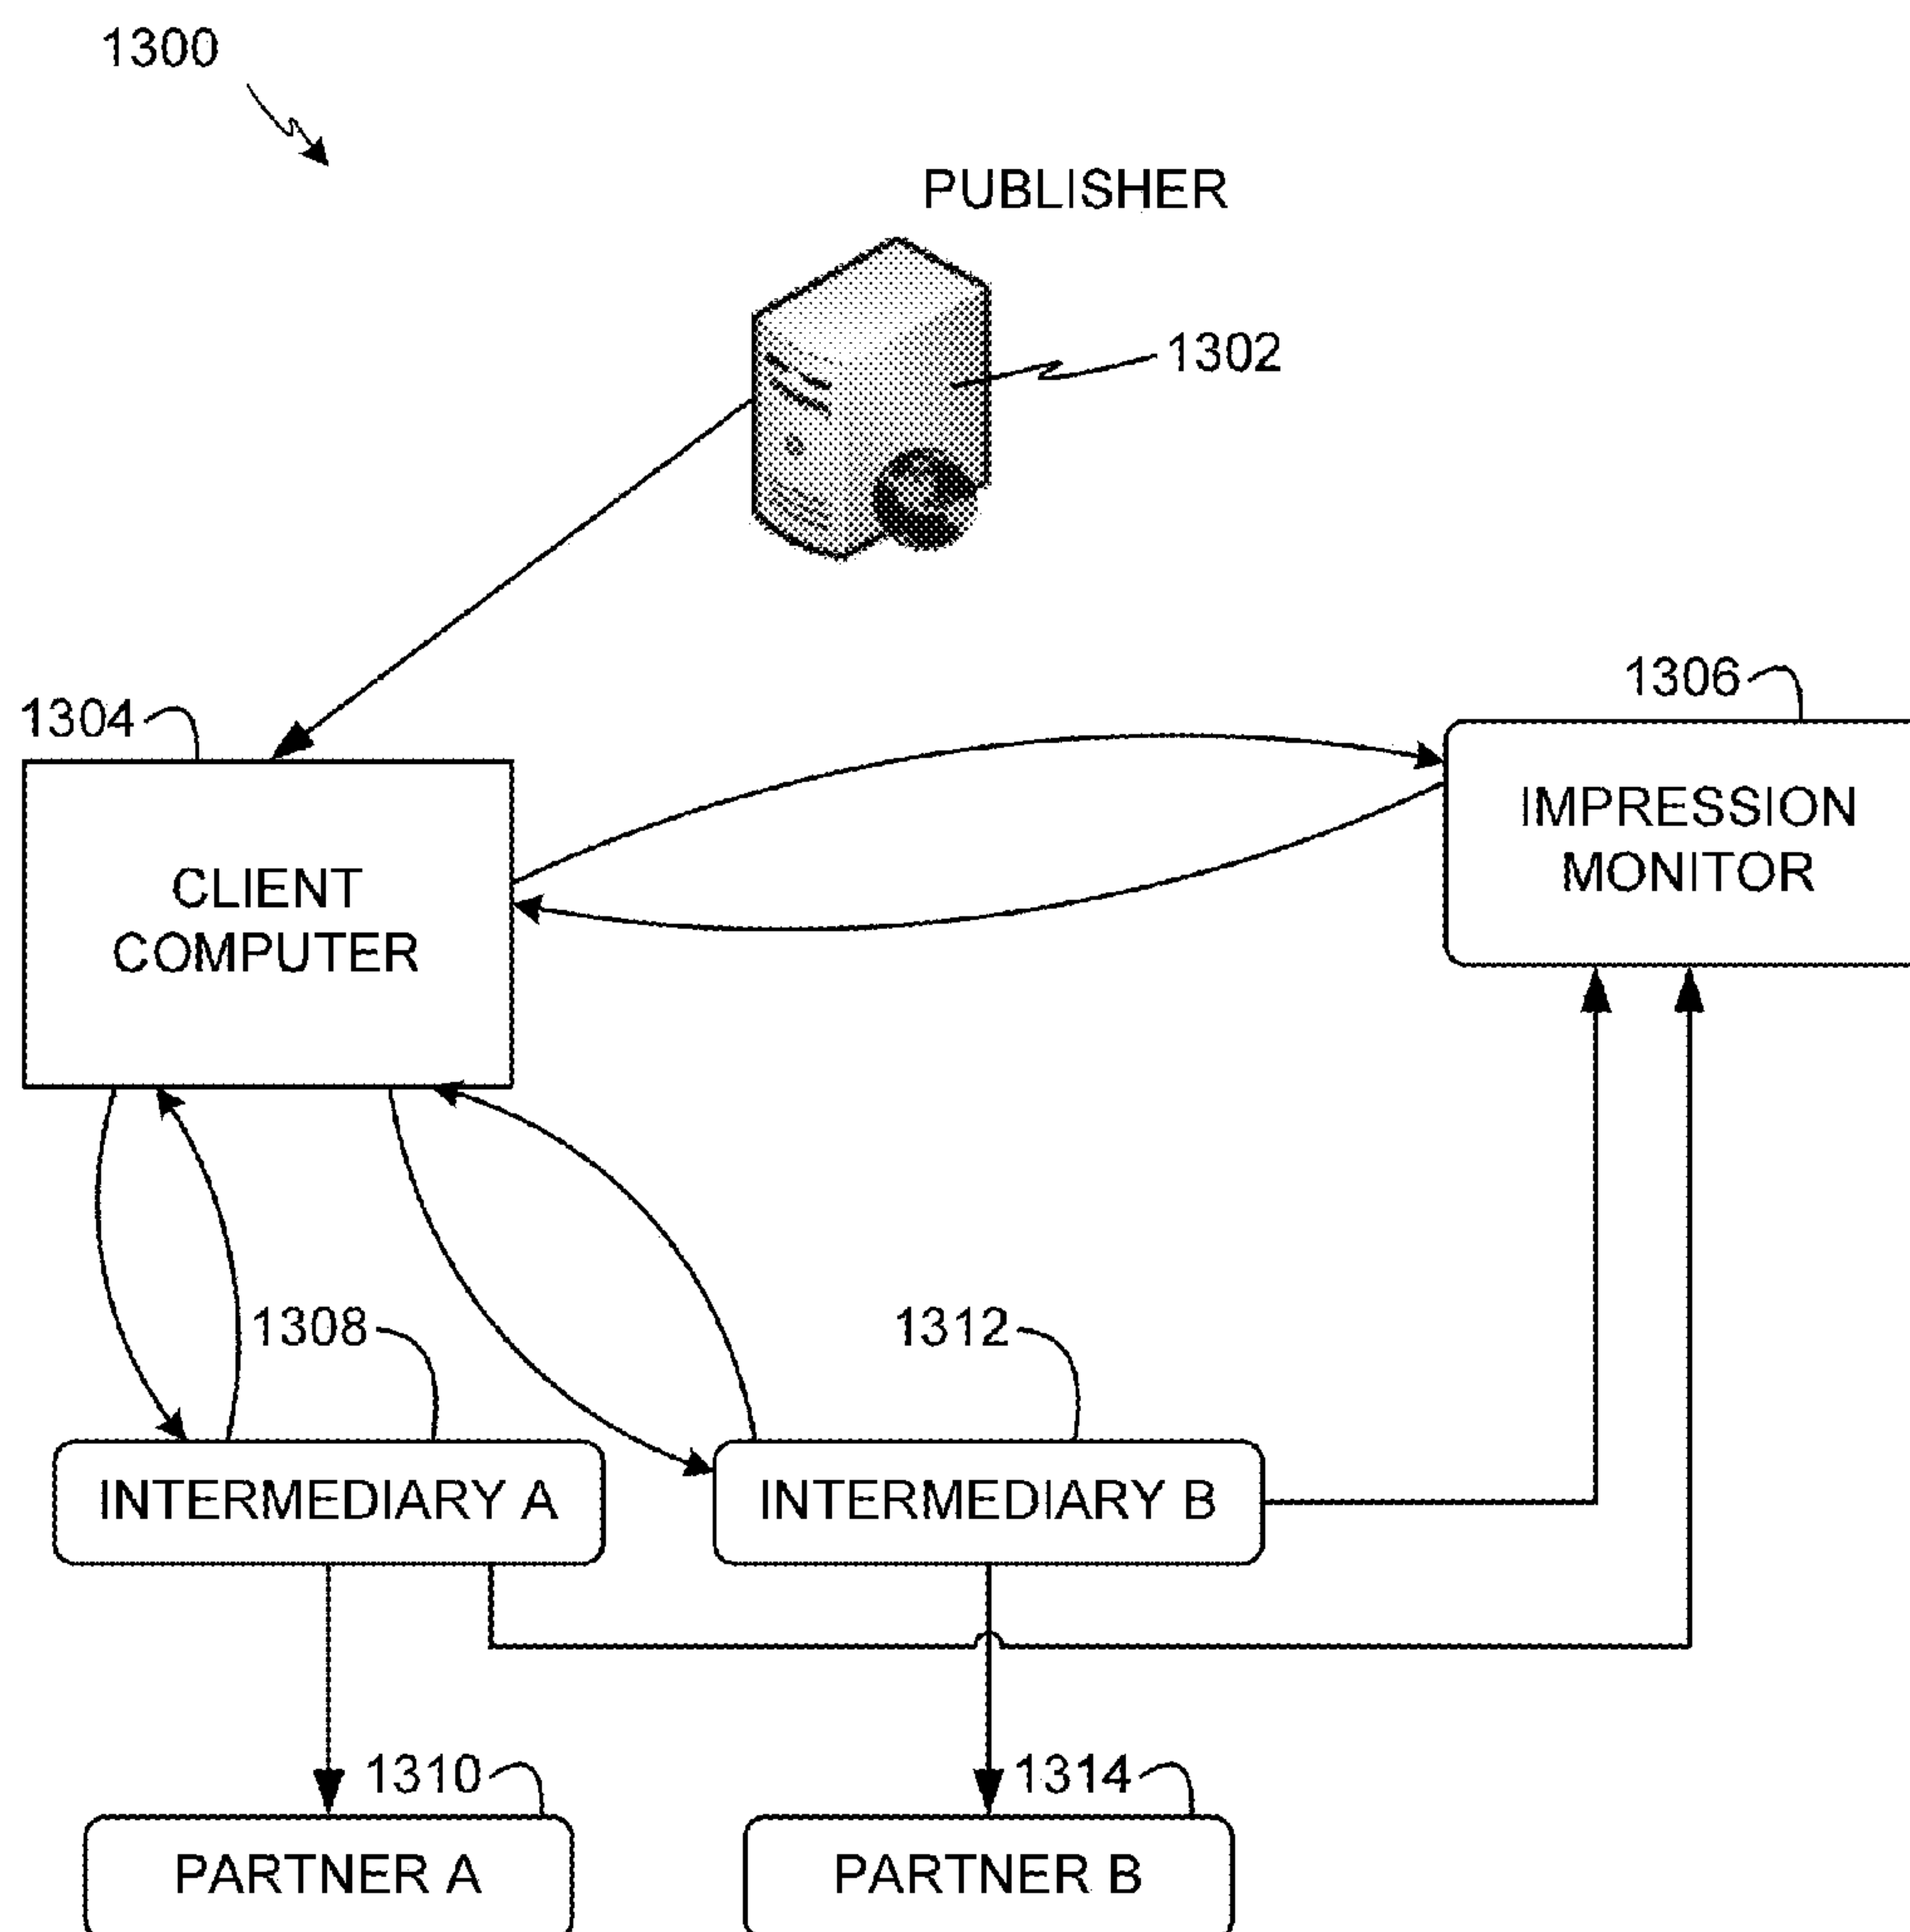 1300
PUBLISHER
1302
1304
1306
CLIENT
COMPUTER
IMPRESSION
MONITOR
1308
1312
INTERMEDIARY A
INTERMEDIARY B
1310
1314
PARTNER A
PARTNER B